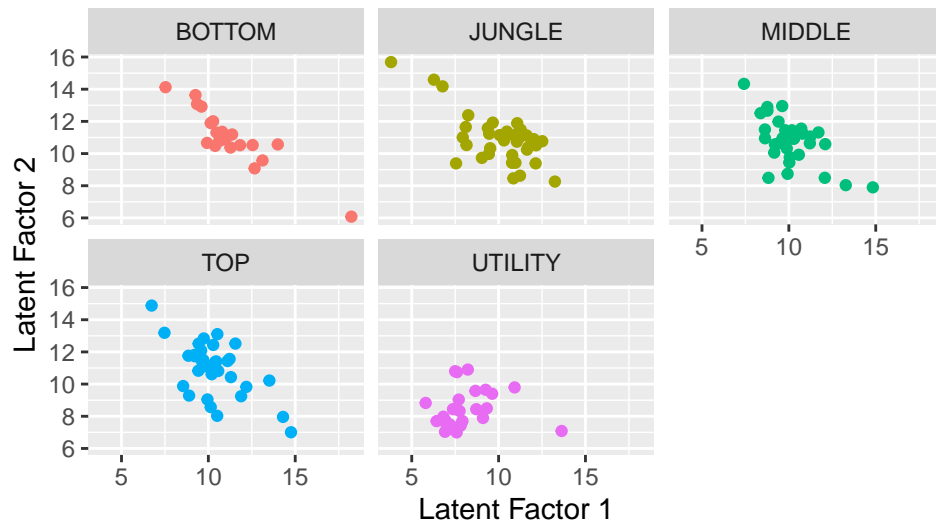 BOTTOM JUNGLE MIDDLE
16
14
12
10
8
6
5 10 15
TOP UTILITY
16
14
12
10
8
6
5 10 15 5 10 15
Latent Factor 2
Latent Factor 1